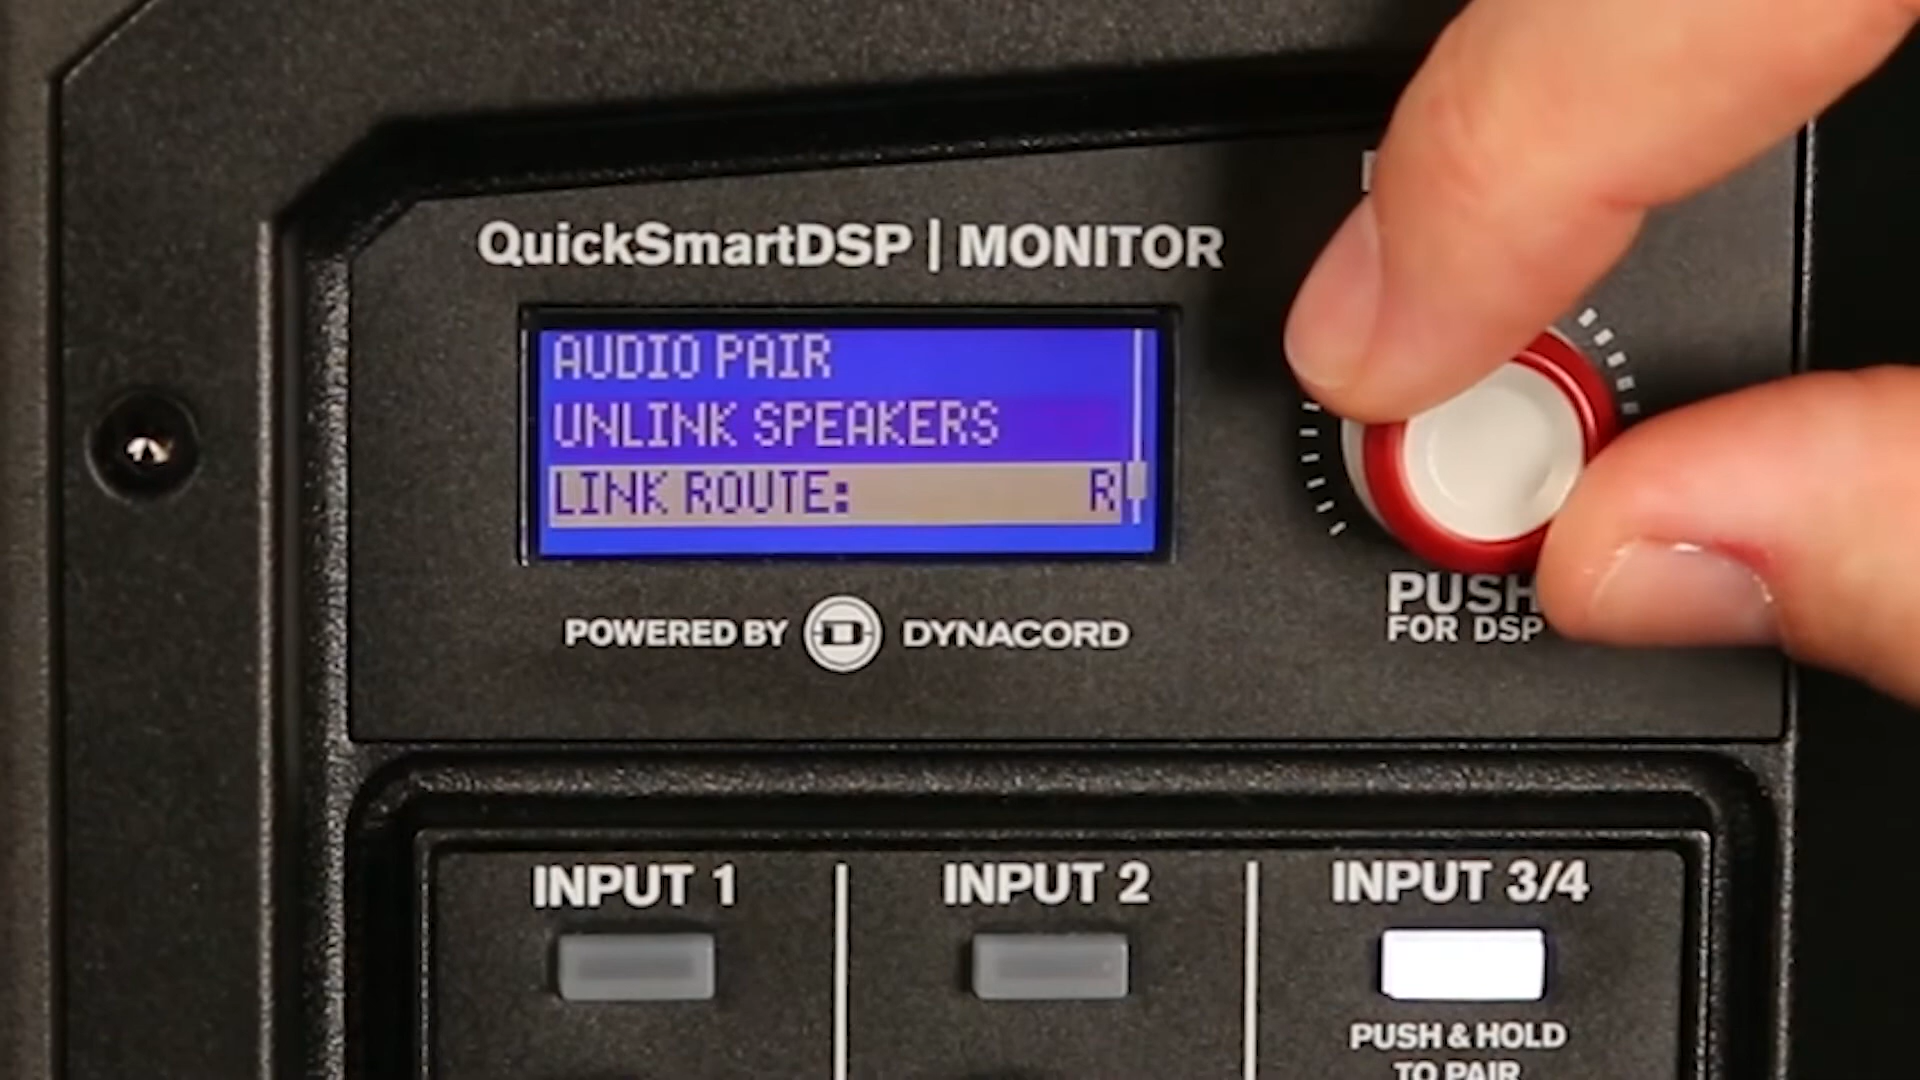 QuickSmartDSP | MONITOR
AUDIO PAIR
UNLINK SPEAKERS
LINK ROUTE: R
POWERED BY D DYNACORD
PUSH
FOR DSP
INPUT 1
INPUT 2
INPUT 3/4
PUSH & HOLD
TO PAIR